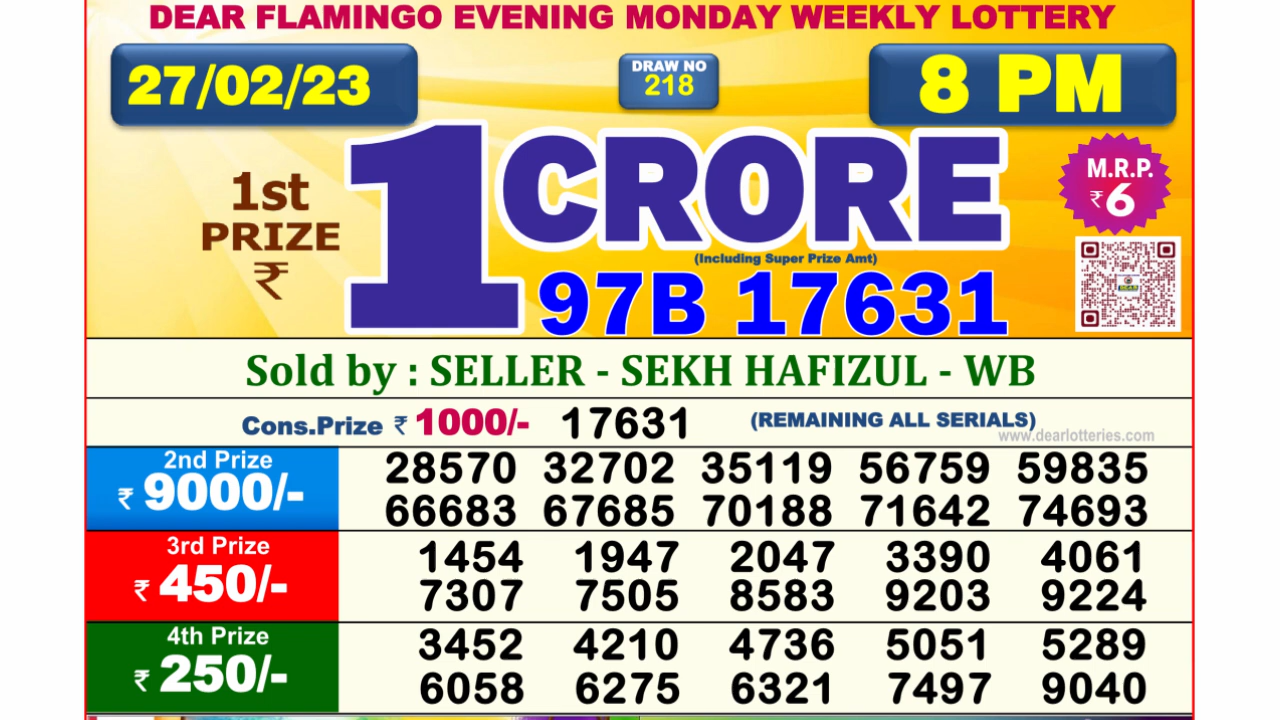 DEAR FLAMINGO EVENING MONDAY WEEKLY LOTTERY
27/02/23
DRAW NO
218
8 PM
1st
PRIZE
₹
1 CRORE
(Including Super Prize Amt)
97B 17631
M.R.P.
₹ 6
Sold by : SELLER - SEKH HAFIZUL - WB
Cons.Prize ₹ 1000/- 17631 (REMAINING ALL SERIALS)
www.dearlotteries.com
2nd Prize
₹ 9000/-
28570 32702 35119 56759 59835
66683 67685 70188 71642 74693
3rd Prize
₹ 450/-
1454 1947 2047 3390 4061
7307 7505 8583 9203 9224
4th Prize
₹ 250/-
3452 4210 4736 5051 5289
6058 6275 6321 7497 9040